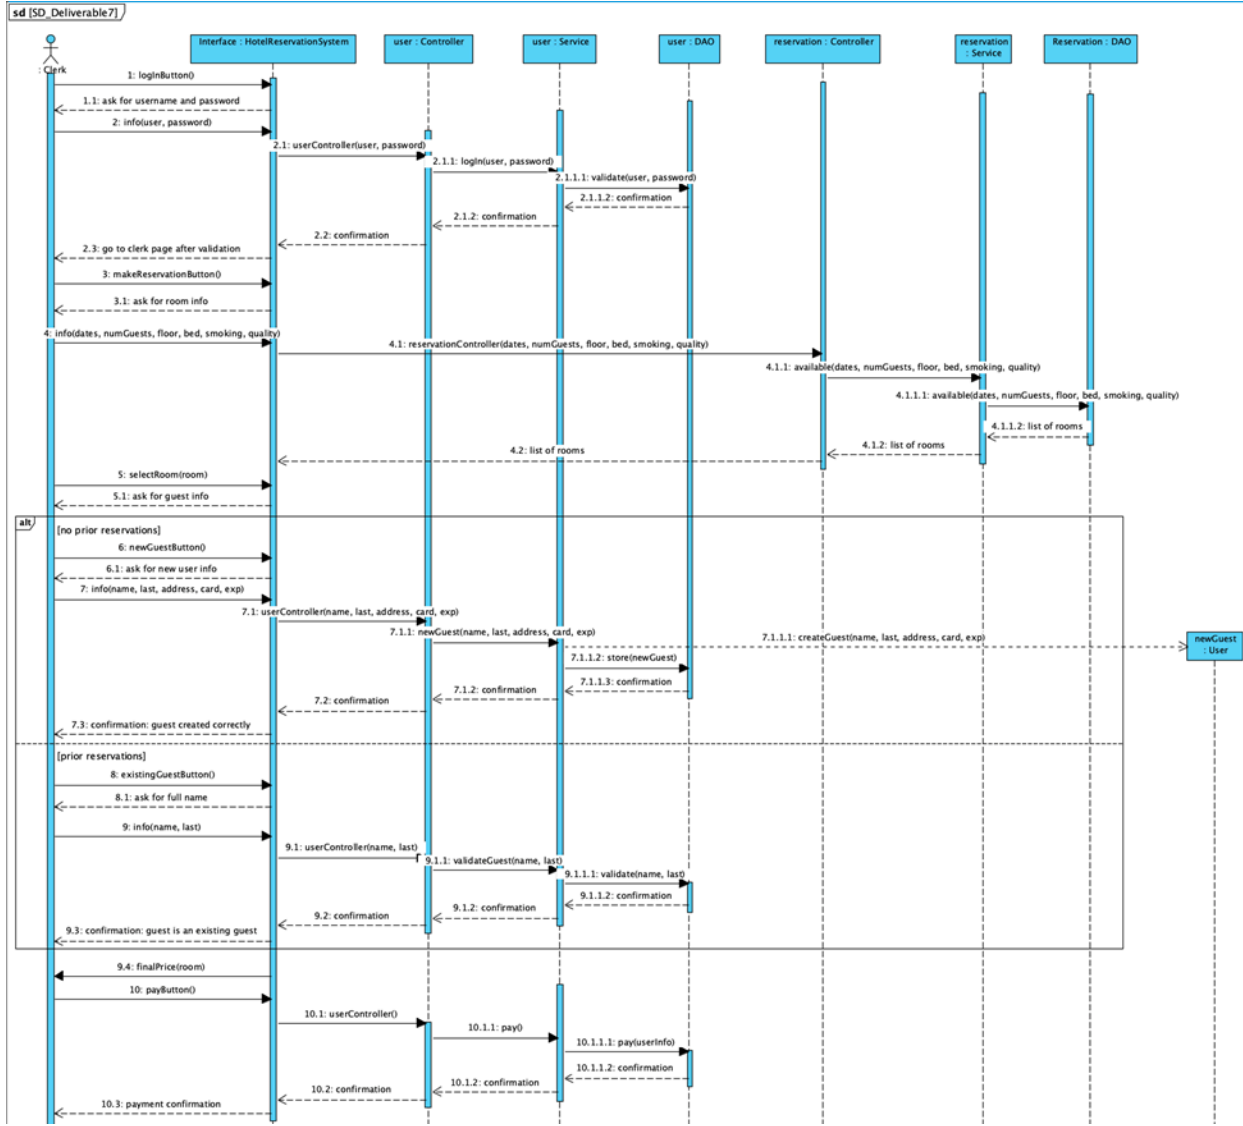 sd [SD_Deliverable7]
: Clerk
Interface : HotelReservationSystem
user : Controller
user : Service
user : DAO
reservation : Controller
reservation
: Service
Reservation : DAO
1: logInButton()
1.1: ask for username and password
2: info(user, password)
2.1: userController(user, password)
2.1.1: logIn(user, password)
2.1.1.1: validate(user, password)
2.1.1.2: confirmation
2.1.2: confirmation
2.2: confirmation
2.3: go to clerk page after validation
3: makeReservationButton()
3.1: ask for room info
4: info(dates, numGuests, floor, bed, smoking, quality)
4.1: reservationController(dates, numGuests, floor, bed, smoking, quality)
4.1.1: available(dates, numGuests, floor, bed, smoking, quality)
4.1.1.1: available(dates, numGuests, floor, bed, smoking, quality)
4.1.1.2: list of rooms
4.1.2: list of rooms
4.2: list of rooms
5: selectRoom(room)
5.1: ask for guest info
alt
[no prior reservations]
6: newGuestButton()
6.1: ask for new user info
7: info(name, last, address, card, exp)
7.1: userController(name, last, address, card, exp)
7.1.1: newGuest(name, last, address, card, exp)
7.1.1.1: createGuest(name, last, address, card, exp)
newGuest
: User
7.1.1.2: store(newGuest)
7.1.1.3: confirmation
7.1.2: confirmation
7.2: confirmation
7.3: confirmation: guest created correctly
[prior reservations]
8: existingGuestButton()
8.1: ask for full name
9: info(name, last)
9.1: userController(name, last)
9.1.1: validateGuest(name, last)
9.1.1.1: validate(name, last)
9.1.1.2: confirmation
9.1.2: confirmation
9.2: confirmation
9.3: confirmation: guest is an existing guest
9.4: finalPrice(room)
10: payButton()
10.1: userController()
10.1.1: pay()
10.1.1.1: pay(userInfo)
10.1.1.2: confirmation
10.1.2: confirmation
10.2: confirmation
10.3: payment confirmation